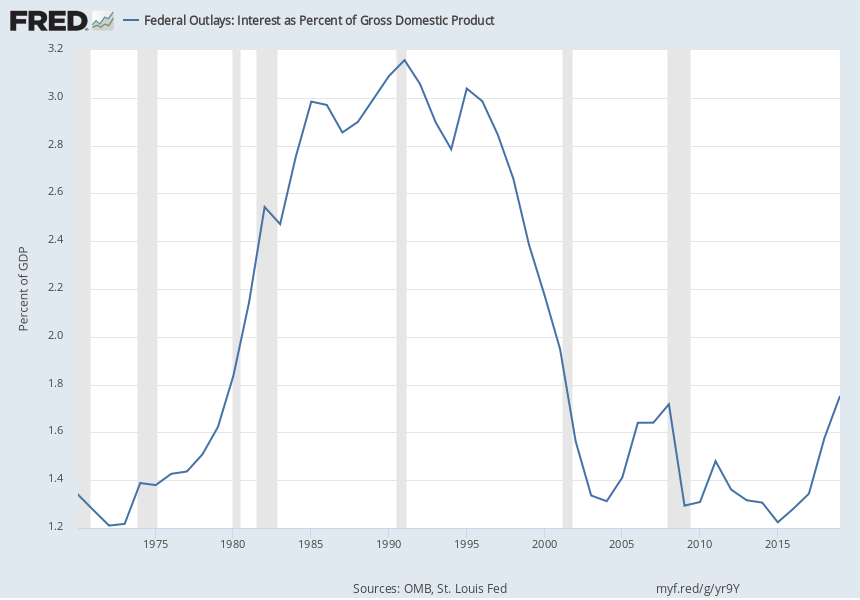 FRED
Federal Outlays: Interest as Percent of Gross Domestic Product
3.2
3.0
2.8
2.6
2.4
2.2
2.0
1.8
1.6
1.4
1.2
Percent of GDP
1975 1980 1985 1990 1995 2000 2005 2010 2015
Sources: OMB, St. Louis Fed
myf.red/g/yr9Y